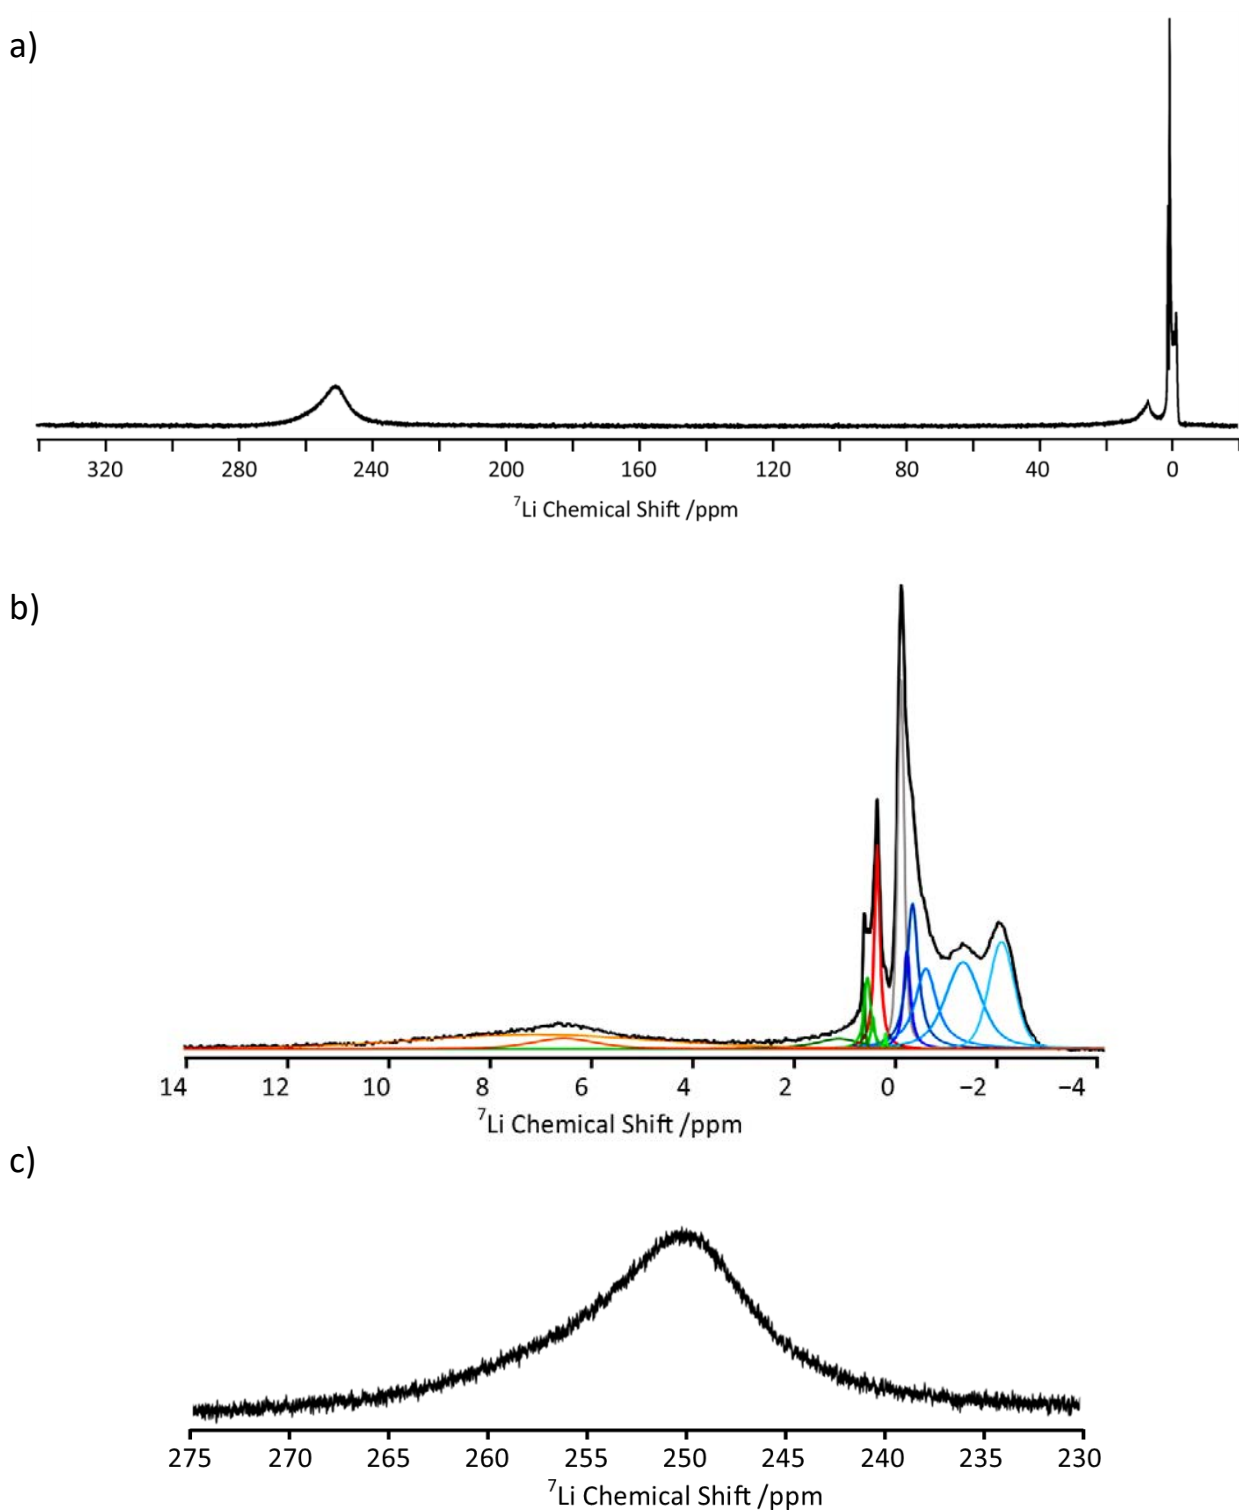 a)
320 280 240 200 160 120 80 40 0
⁷Li Chemical Shift /ppm
b)
14 12 10 8 6 4 2 0 −2 −4
⁷Li Chemical Shift /ppm
c)
275 270 265 260 255 250 245 240 235 230
⁷Li Chemical Shift /ppm